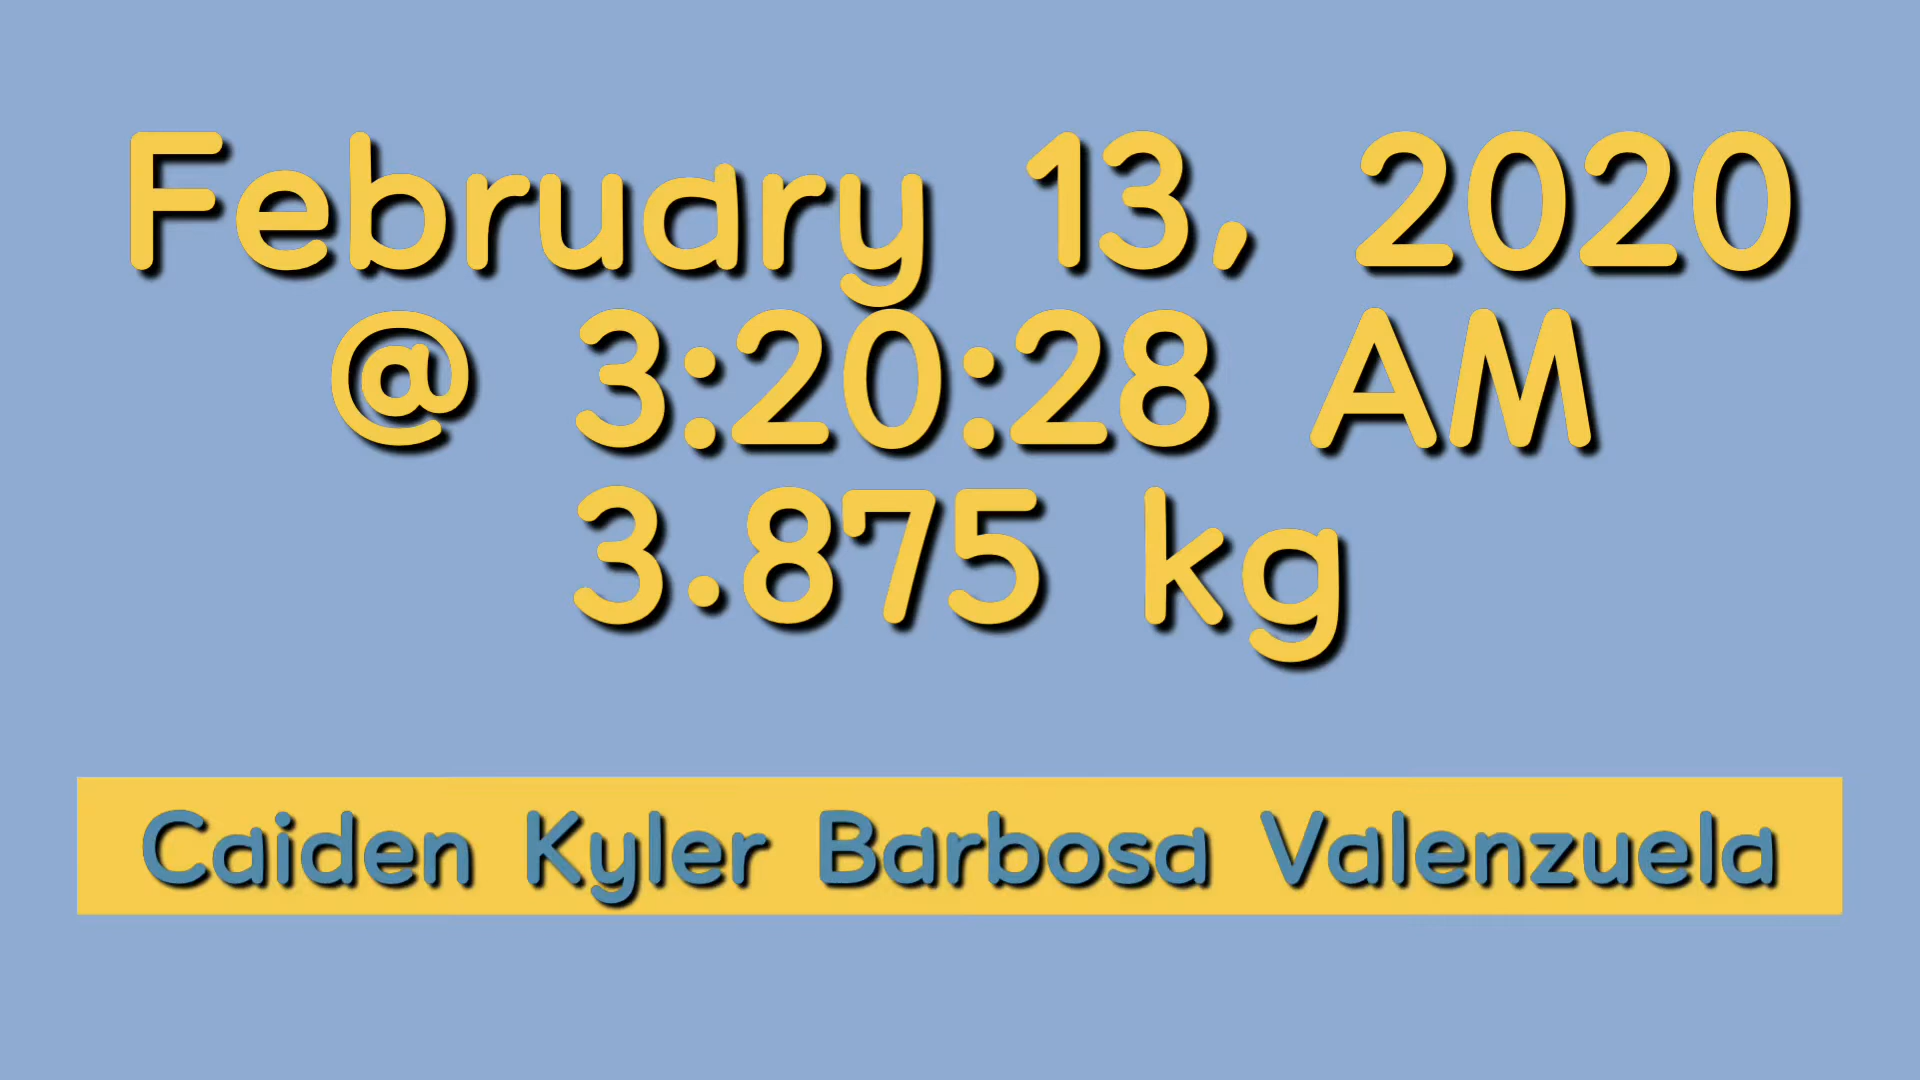 February 13, 2020
@ 3:20:28 AM
3.875 kg
Caiden Kyler Barbosa Valenzuela